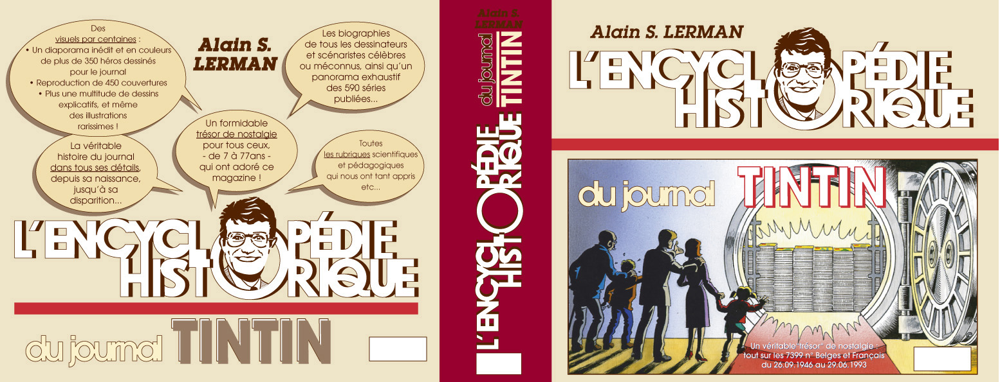 Des
visuels par centaines :
• Un diaporama inédit et en couleurs
de plus de 350 héros dessinés
pour le journal
• Reproduction de 450 couvertures
• Plus une multitude de dessins
explicatifs, et même
des illustrations
rarissimes !
Alain S.
LERMAN
Les biographies
de tous les dessinateurs
et scénaristes célèbres
ou méconnus, ainsi qu'un
panorama exhaustif
des 590 séries
publiées...
Un formidable
trésor de nostalgie
pour tous ceux,
- de 7 à 77ans -
qui ont adoré ce
magazine !
La véritable
histoire du journal
dans tous ses détails,
depuis sa naissance,
jusqu'à sa
disparition...
Toutes
les rubriques scientifiques
et pédagogiques
qui nous ont tant appris
etc...
L'ENCYCLOPÉDIE
HISTORIQUE
du journal TINTIN
Alain S.
LERMAN
L'ENCYCLOPÉDIE
HISTORIQUE
du journal
TINTIN
Alain S. LERMAN
L'ENCYCLOPÉDIE
HISTORIQUE
du journal TINTIN
Un véritable"trésor" de nostalgie :
tout sur les 7399 n° Belges et Français
du 26.09.1946 au 29.06.1993